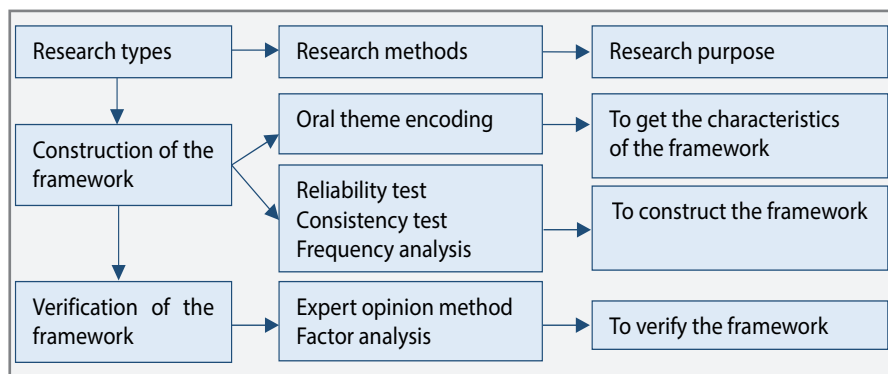 Research types
Research methods
Research purpose
Construction of the
framework
Oral theme encoding
To get the characteristics
of the framework
Reliability test
Consistency test
Frequency analysis
To construct the framework
Verification of the
framework
Expert opinion method
Factor analysis
To verify the framework